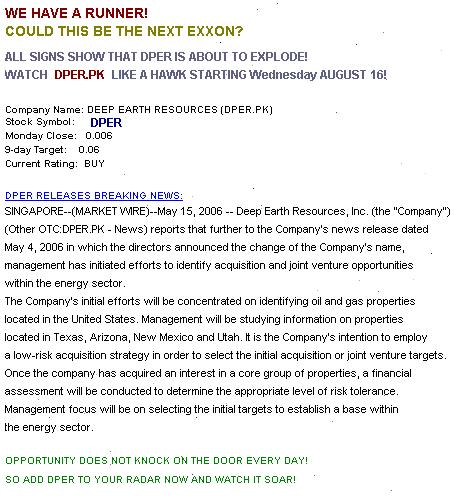 WE HAVE A RUNNER!
COULD THIS BE THE NEXT EXXON?
ALL SIGNS SHOW THAT DPER IS ABOUT TO EXPLODE!
WATCH DPER.PK LIKE A HAWK STARTING Wednesday AUGUST 16!
Company Name: DEEP EARTH RESOURCES (DPER.PK)
Stock Symbol: DPER
Monday Close: 0.006
9-day Target: 0.06
Current Rating: BUY
DPER RELEASES BREAKING NEWS:
SINGAPORE--(MARKET WIRE)--May 15, 2006 -- Deep Earth Resources, Inc. (the "Company")
(Other OTC:DPER.PK - News) reports that further to the Company's news release dated
May 4, 2006 in which the directors announced the change of the Company's name,
management has initiated efforts to identify acquisition and joint venture opportunities
within the energy sector.
The Company's initial efforts will be concentrated on identifying oil and gas properties
located in the United States. Management will be studying information on properties
located in Texas, Arizona, New Mexico and Utah. It is the Company's intention to employ
a low-risk acquisition strategy in order to select the initial acquisition or joint venture targets.
Once the company has acquired an interest in a core group of properties, a financial
assessment will be conducted to determine the appropriate level of risk tolerance.
Management focus will be on selecting the initial targets to establish a base within
the energy sector.
OPPORTUNITY DOES NOT KNOCK ON THE DOOR EVERY DAY!
SO ADD DPER TO YOUR RADAR NOW AND WATCH IT SOAR!